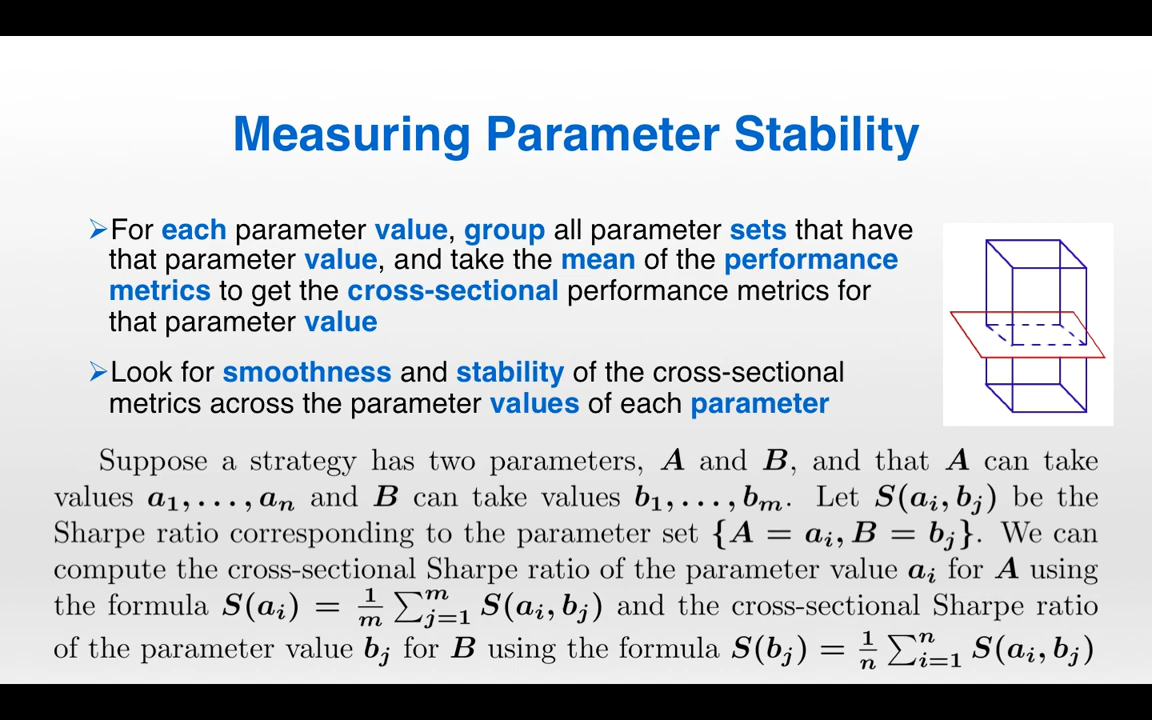 Measuring Parameter Stability
➢For each parameter value, group all parameter sets that have
that parameter value, and take the mean of the performance
metrics to get the cross-sectional performance metrics for
that parameter value
➢Look for smoothness and stability of the cross-sectional
metrics across the parameter values of each parameter
Suppose a strategy has two parameters, A and B, and that A can take
values a₁, . . . , aₙ and B can take values b₁, . . . , bₘ. Let S(aᵢ, bⱼ) be the
Sharpe ratio corresponding to the parameter set {A = aᵢ, B = bⱼ}. We can
compute the cross-sectional Sharpe ratio of the parameter value aᵢ for A using
the formula S(aᵢ) = 1/m ∑ᵐⱼ₌₁ S(aᵢ, bⱼ) and the cross-sectional Sharpe ratio
of the parameter value bⱼ for B using the formula S(bⱼ) = 1/n ∑ⁿᵢ₌₁ S(aᵢ, bⱼ)